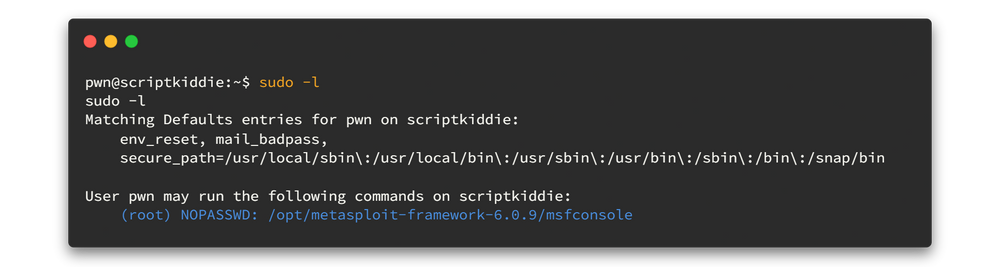 pwn@scriptkiddie:~$ sudo -l
sudo -l
Matching Defaults entries for pwn on scriptkiddie:
    env_reset, mail_badpass,
    secure_path=/usr/local/sbin\:/usr/local/bin\:/usr/sbin\:/usr/bin\:/sbin\:/bin\:/snap/bin

User pwn may run the following commands on scriptkiddie:
    (root) NOPASSWD: /opt/metasploit-framework-6.0.9/msfconsole